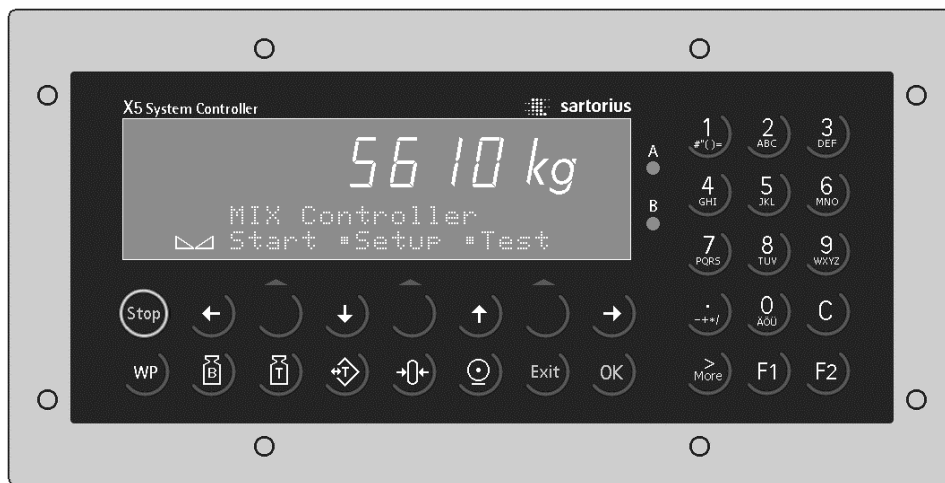 X5 System Controller sartorius
5610 kg
MIX Controller
Start Setup Test
A
B
1 2 3
#"()= ABC DEF
4 5 6
GHI JKL MNO
7 8 9
PQRS TUV WXYZ
. 0 C
-+*/ ÄÖÜ
> F1 F2
More
Stop ← ↓ ↑ →
WP B T ↔T →0← Exit OK